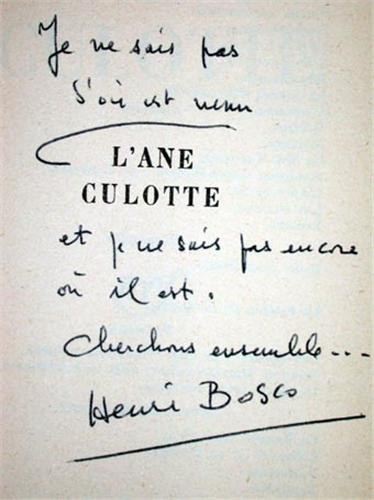 Je ne sais pas
d'où est venu
L'ANE
CULOTTE
et je ne sais pas encore
où il est.
Cherchons ensemble...
Henri Bosco